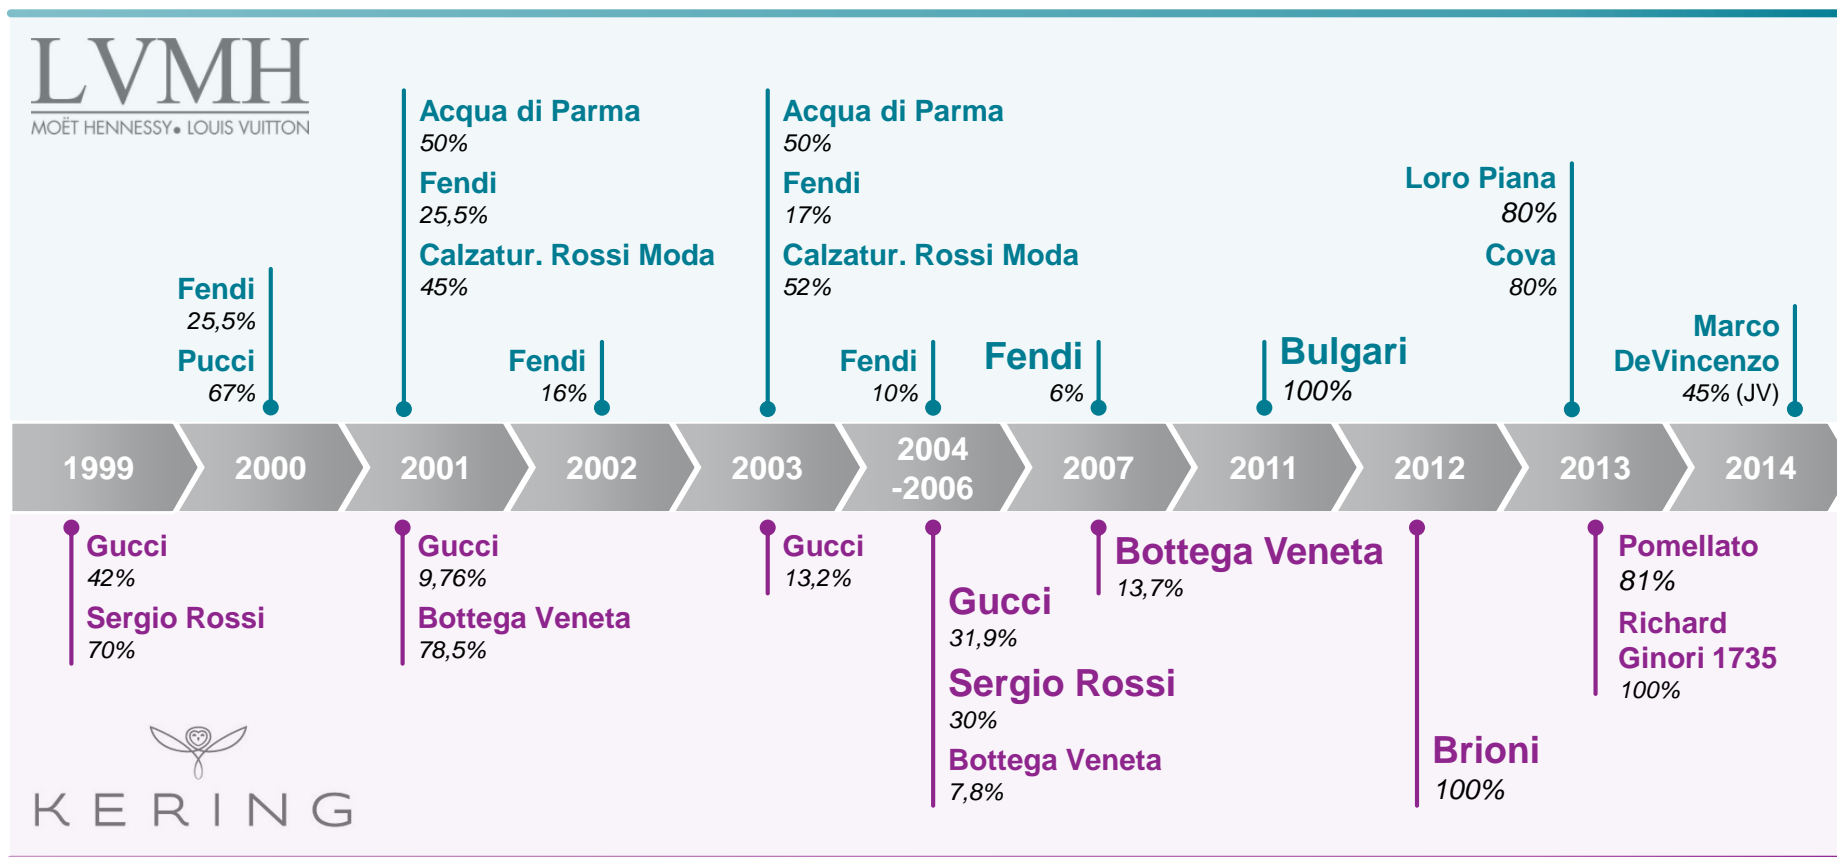 LVMH
MOËT HENNESSY • LOUIS VUITTON
Fendi
25,5%
Pucci
67%
Acqua di Parma
50%
Fendi
25,5%
Calzatur. Rossi Moda
45%
Fendi
16%
Acqua di Parma
50%
Fendi
17%
Calzatur. Rossi Moda
52%
Fendi
10%
Fendi
6%
Bulgari
100%
Loro Piana
80%
Cova
80%
Marco
DeVincenzo
45% (JV)
1999
2000
2001
2002
2003
2004
-2006
2007
2011
2012
2013
2014
Gucci
42%
Sergio Rossi
70%
Gucci
9,76%
Bottega Veneta
78,5%
Gucci
13,2%
Gucci
31,9%
Sergio Rossi
30%
Bottega Veneta
7,8%
Bottega Veneta
13,7%
Brioni
100%
Pomellato
81%
Richard
Ginori 1735
100%
KERING